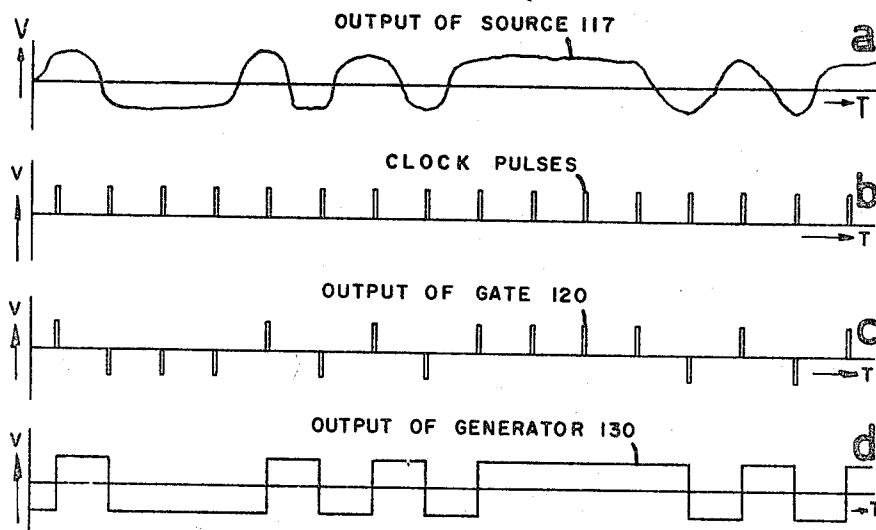 V
OUTPUT OF SOURCE 117
a
T
V
CLOCK PULSES
b
T
V
OUTPUT OF GATE 120
c
T
V
OUTPUT OF GENERATOR 130
d
T